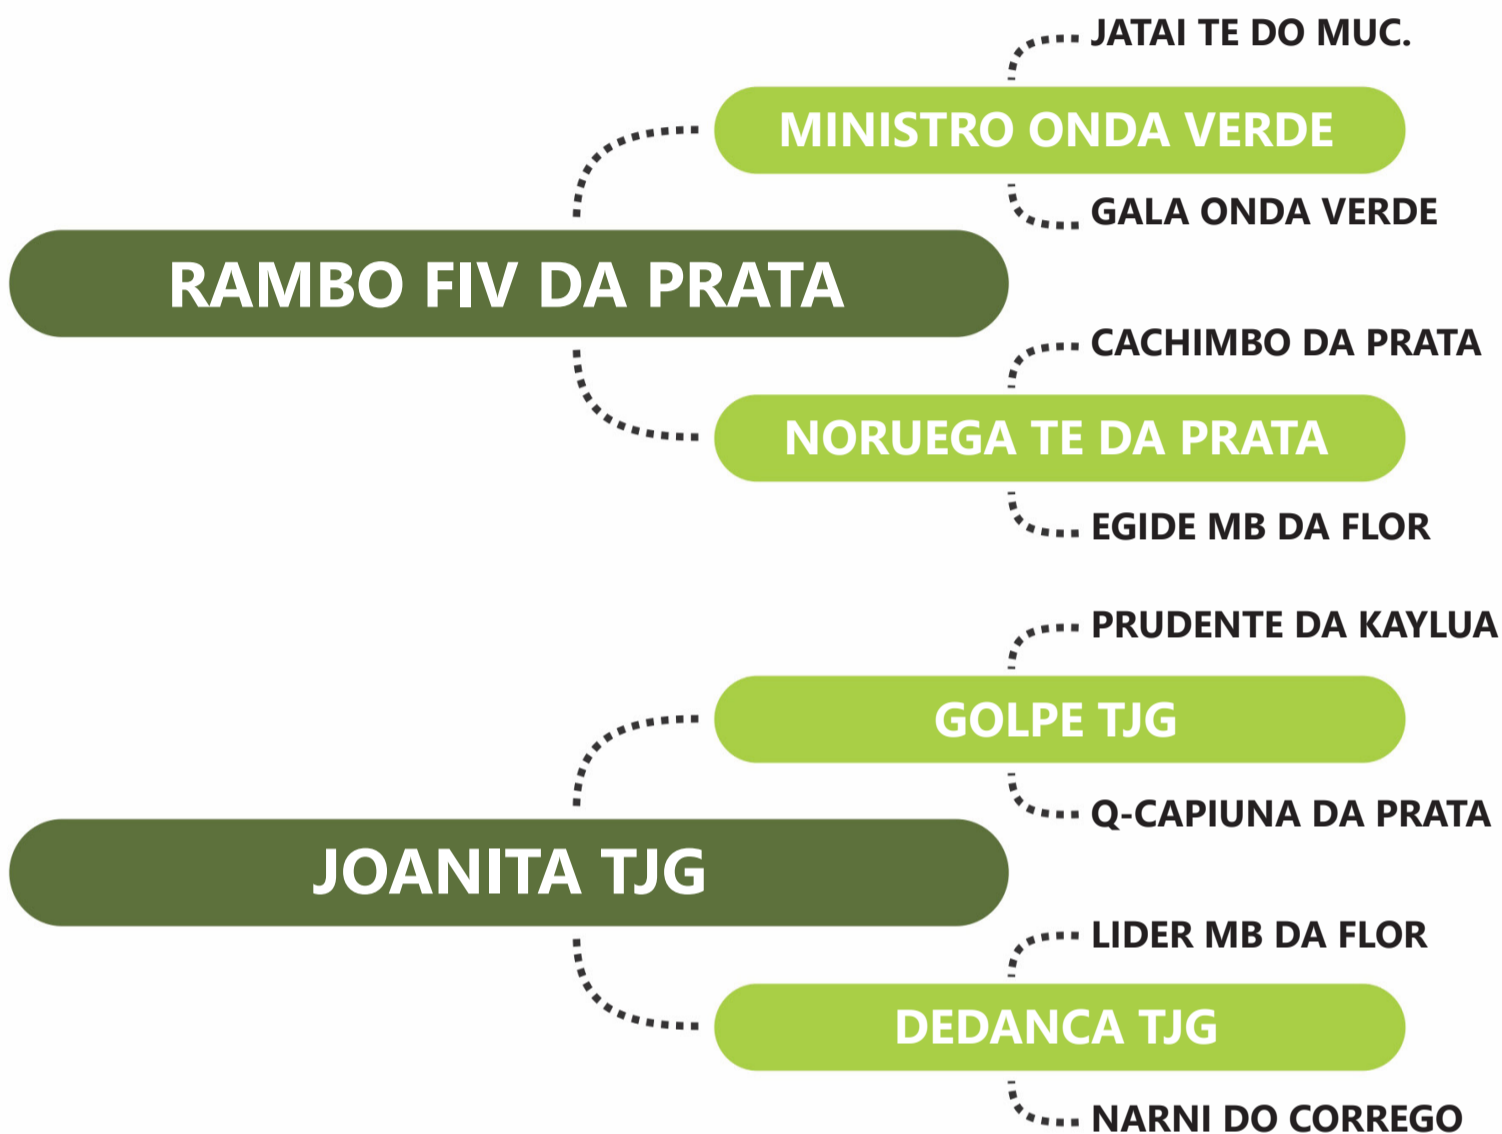 JATAI TE DO MUC.
MINISTRO ONDA VERDE
GALA ONDA VERDE
RAMBO FIV DA PRATA
CACHIMBO DA PRATA
NORUEGA TE DA PRATA
EGIDE MB DA FLOR
PRUDENTE DA KAYLUA
GOLPE TJG
Q-CAPIUNA DA PRATA
JOANITA TJG
LIDER MB DA FLOR
DEDANCA TJG
NARNI DO CORREGO